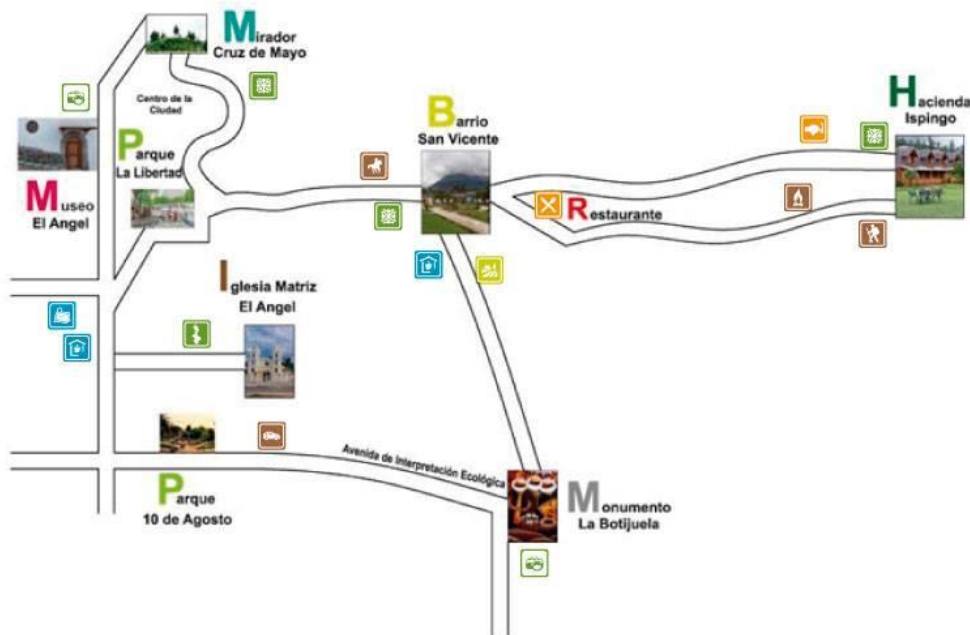 Mirador
Cruz de Mayo
Centro de la
Ciudad
Parque
La Libertad
Museo
El Angel
Barrio
San Vicente
Hacienda
Ispingo
Restaurante
Iglesia Matriz
El Angel
Avenida de Interpretación Ecológica
Parque
10 de Agosto
Monumento
La Botijuela